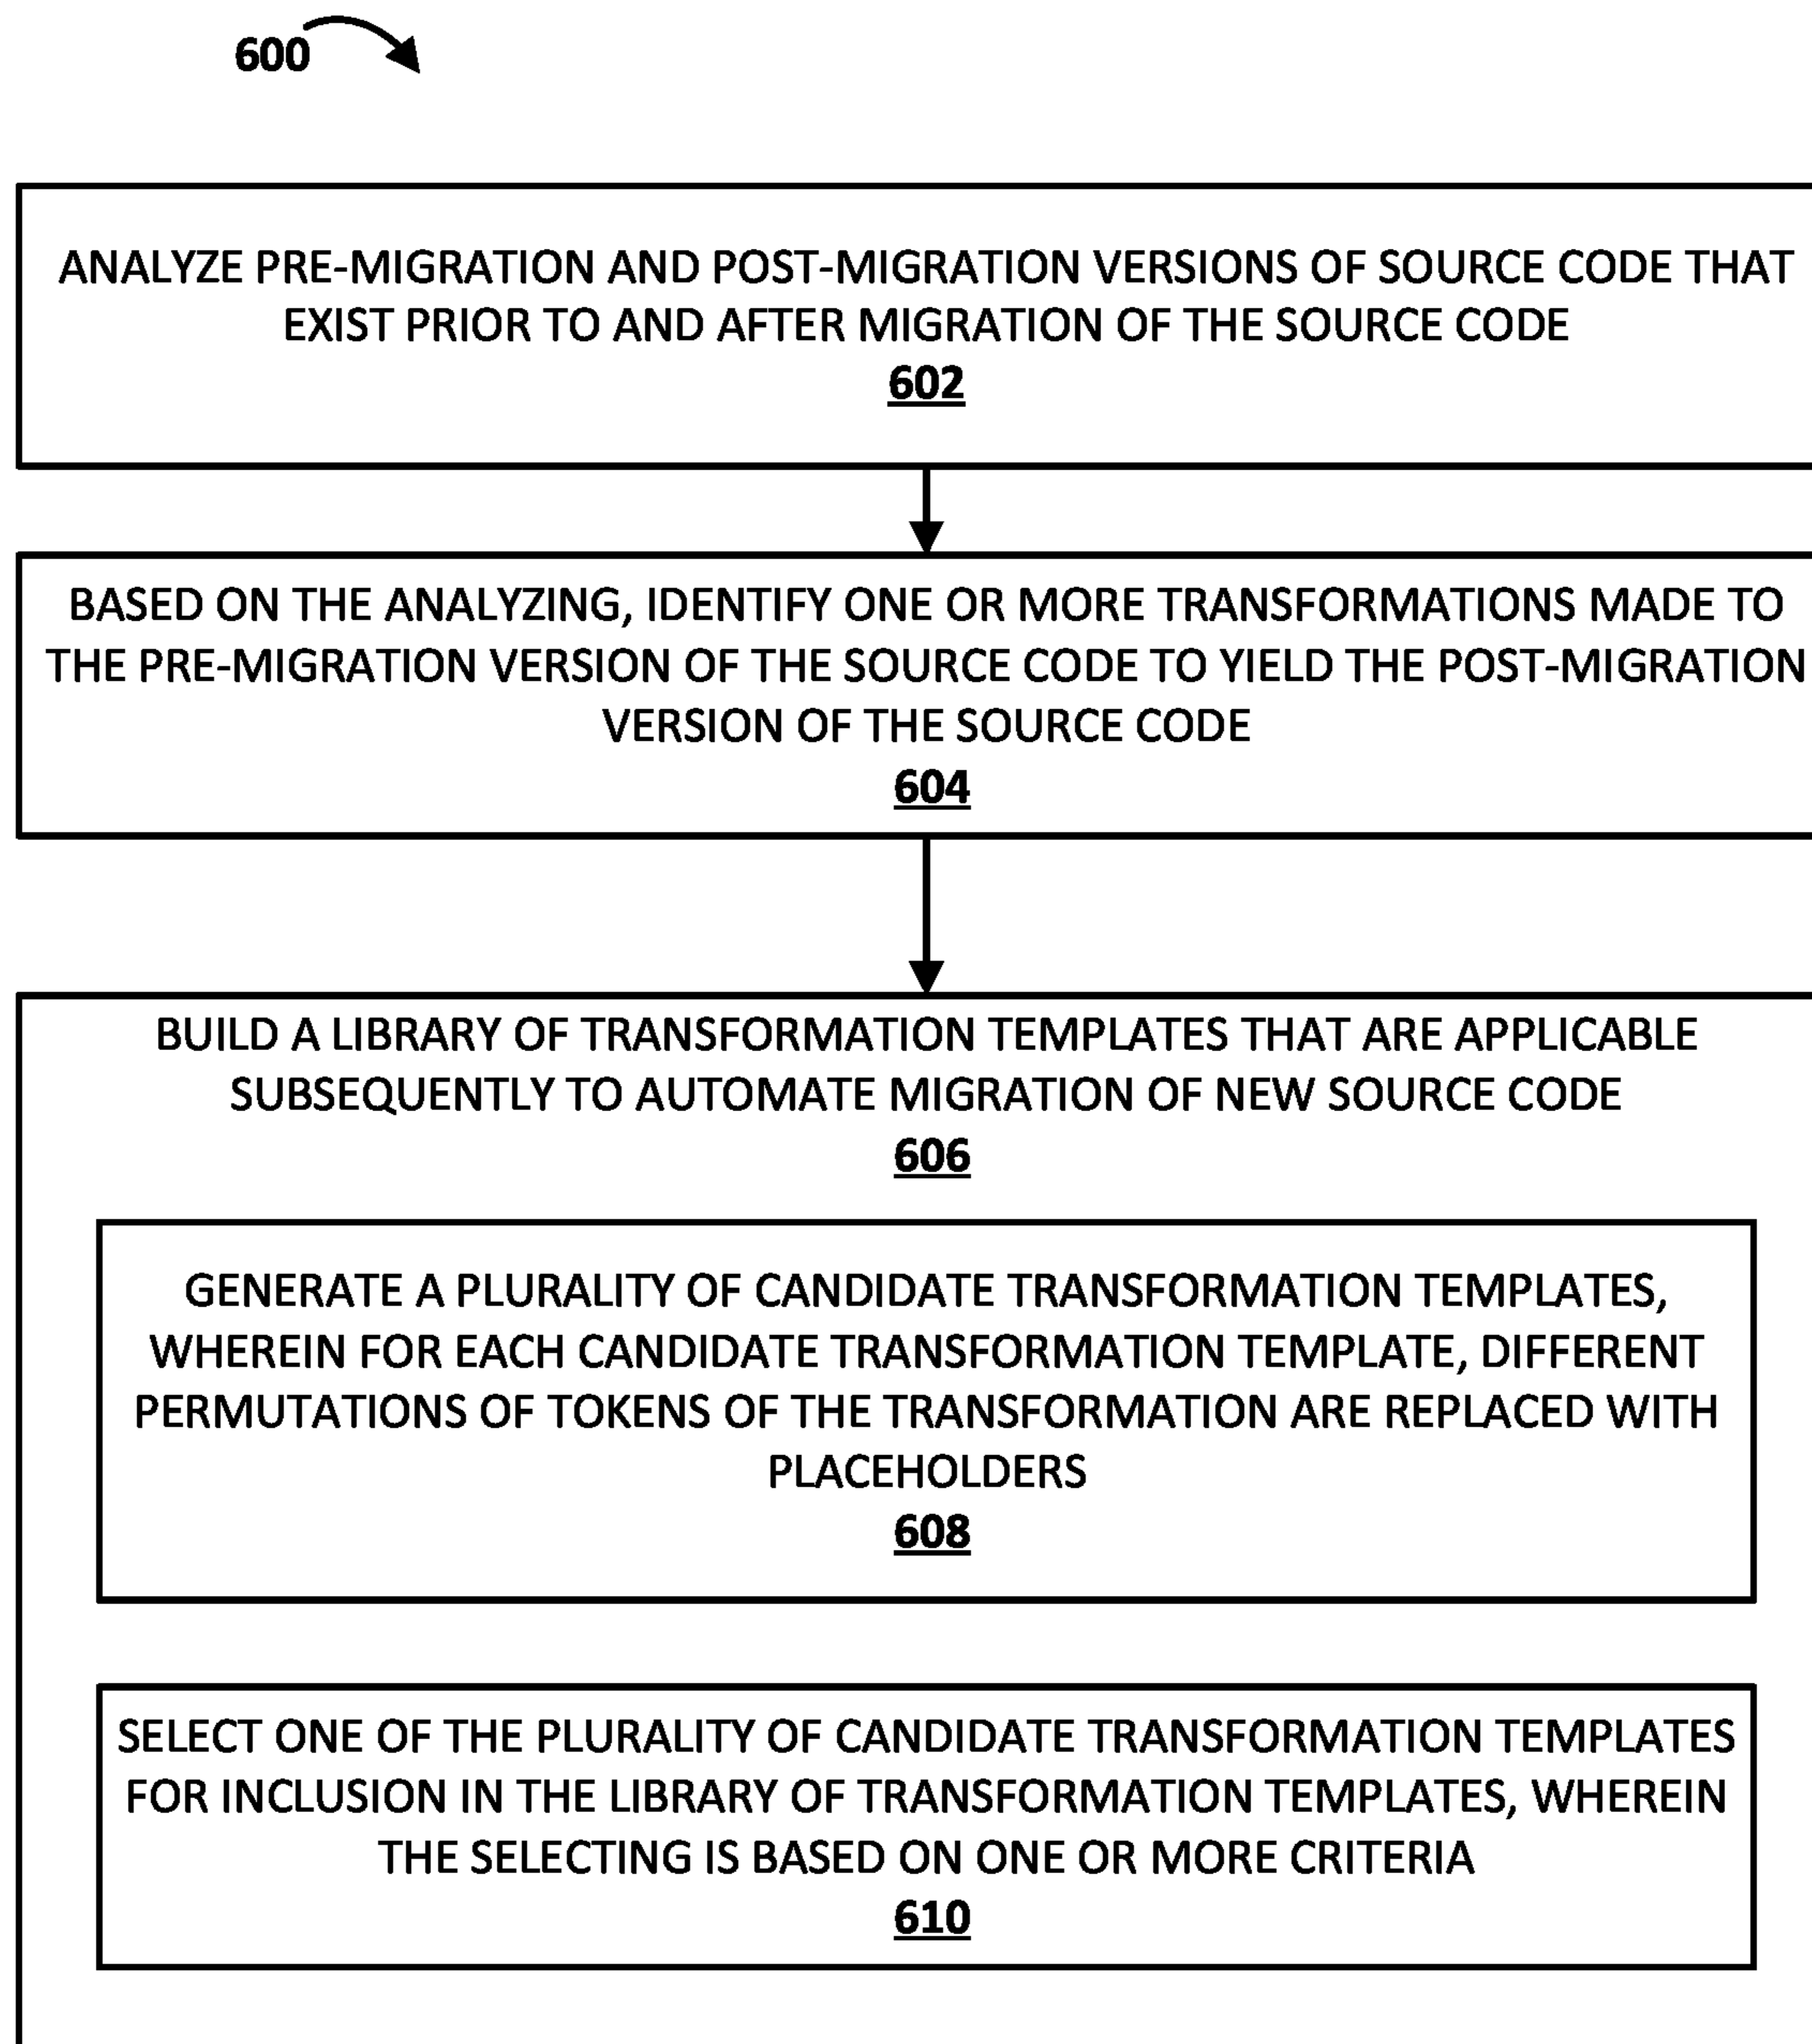 600
ANALYZE PRE-MIGRATION AND POST-MIGRATION VERSIONS OF SOURCE CODE THAT
EXIST PRIOR TO AND AFTER MIGRATION OF THE SOURCE CODE
602
BASED ON THE ANALYZING, IDENTIFY ONE OR MORE TRANSFORMATIONS MADE TO
THE PRE-MIGRATION VERSION OF THE SOURCE CODE TO YIELD THE POST-MIGRATION
VERSION OF THE SOURCE CODE
604
BUILD A LIBRARY OF TRANSFORMATION TEMPLATES THAT ARE APPLICABLE
SUBSEQUENTLY TO AUTOMATE MIGRATION OF NEW SOURCE CODE
606
GENERATE A PLURALITY OF CANDIDATE TRANSFORMATION TEMPLATES,
WHEREIN FOR EACH CANDIDATE TRANSFORMATION TEMPLATE, DIFFERENT
PERMUTATIONS OF TOKENS OF THE TRANSFORMATION ARE REPLACED WITH
PLACEHOLDERS
608
SELECT ONE OF THE PLURALITY OF CANDIDATE TRANSFORMATION TEMPLATES
FOR INCLUSION IN THE LIBRARY OF TRANSFORMATION TEMPLATES, WHEREIN
THE SELECTING IS BASED ON ONE OR MORE CRITERIA
610